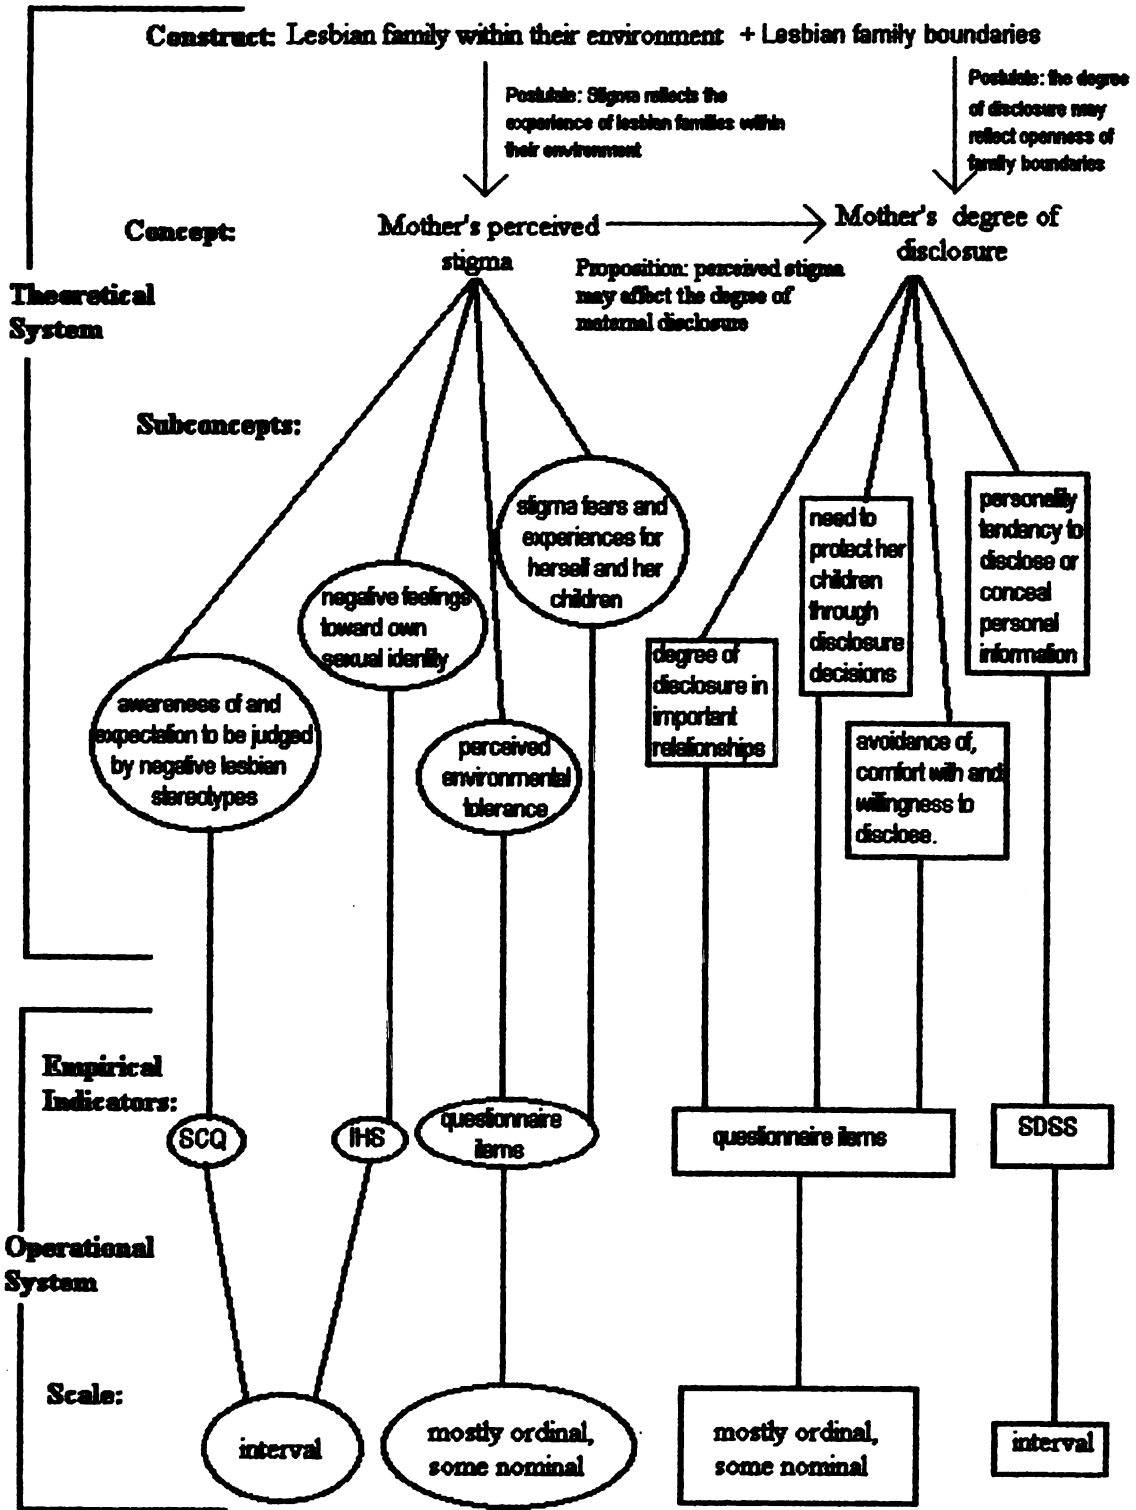 Construct: Lesbian family within their environment + Lesbian family boundaries
Postulate: Stigma reflects the
experience of lesbian families within
their environment
Postulate: the degree
of disclosure may
reflect openness of
family boundaries
Concept:
Mother's perceived
stigma
Mother's degree of
disclosure
Proposition: perceived stigma
may affect the degree of
maternal disclosure
Theoretical
System
Subconcepts:
awareness of and
expectation to be judged
by negative lesbian
stereotypes
negative feelings
toward own
sexual identity
perceived
environmental
tolerance
stigma fears and
experiences for
herself and her
children
degree of
disclosure in
important
relationships
need to
protect her
children
through
disclosure
decisions
avoidance of,
comfort with and
willingness to
disclose.
personality
tendency to
disclose or
conceal
personal
information
Empirical
Indicators:
SCQ
IHS
questionnaire
items
questionnaire items
SDSS
Operational
System
Scale:
interval
mostly ordinal,
some nominal
mostly ordinal,
some nominal
interval